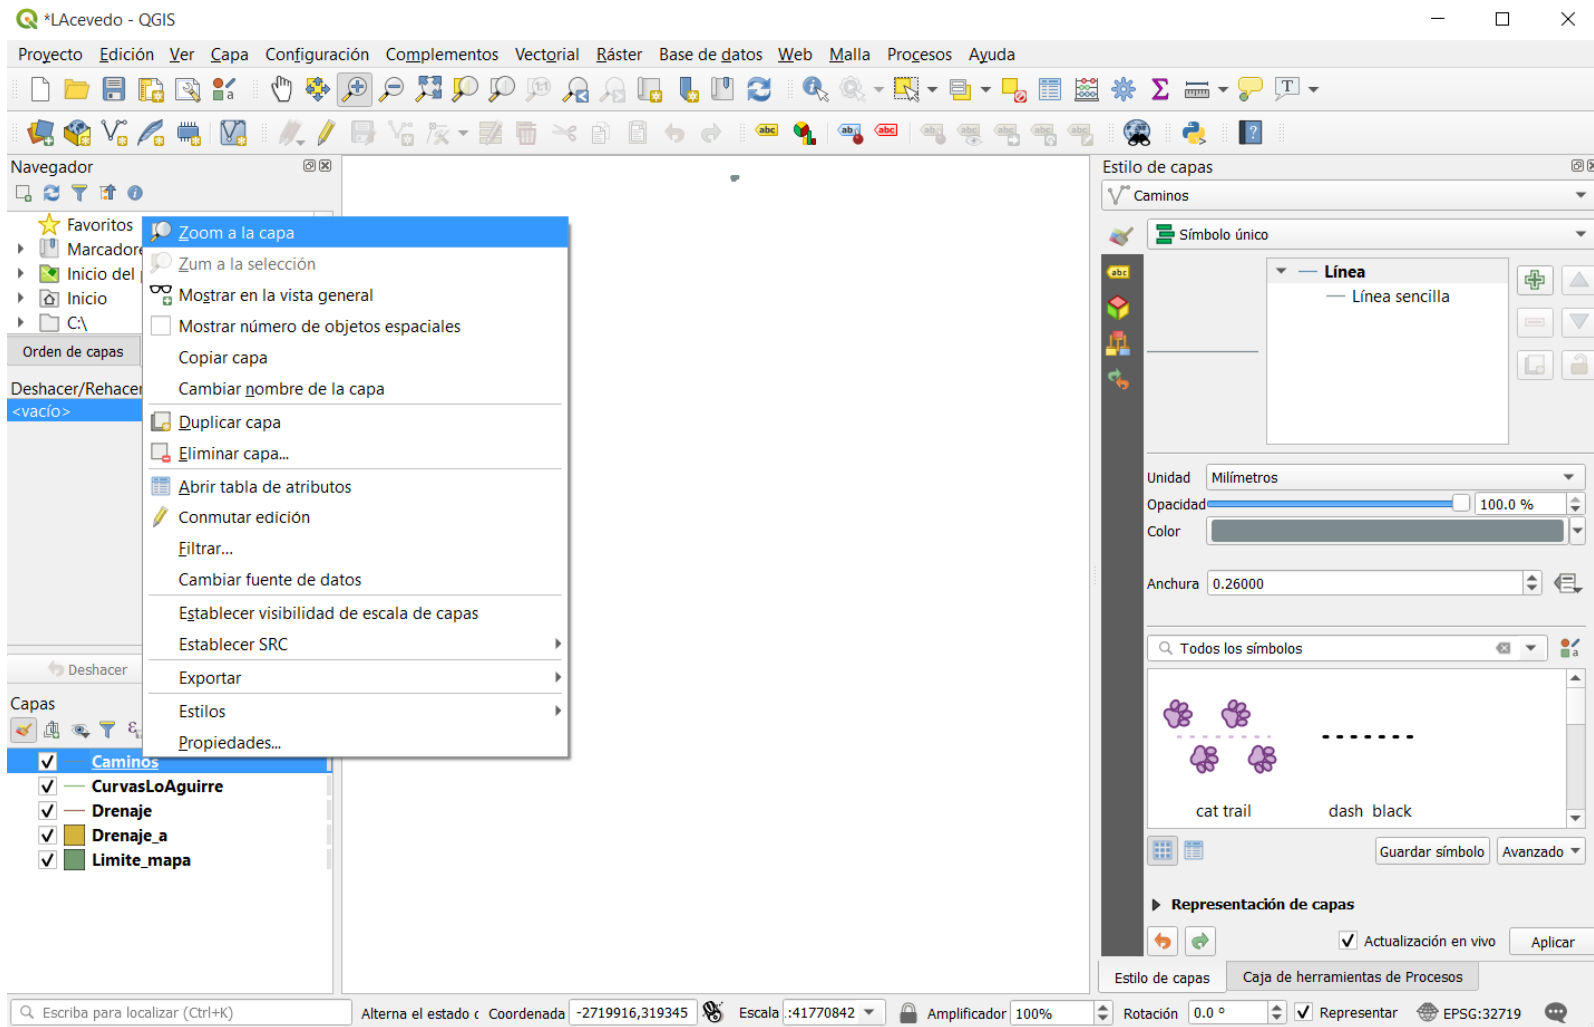 *LAcevedo - QGIS
Proyecto Edición Ver Capa Configuración Complementos Vectorial Ráster Base de datos Web Malla Procesos Ayuda
Navegador
Favoritos
Inicio del
Inicio
C:\
Orden de capas
Deshacer/Rehacer
<vacío>
Deshacer
Zoom a la capa
Zum a la selección
Mostrar en la vista general
Mostrar número de objetos espaciales
Copiar capa
Cambiar nombre de la capa
Duplicar capa
Eliminar capa...
Abrir tabla de atributos
Conmutar edición
Filtrar...
Cambiar fuente de datos
Establecer visibilidad de escala de capas
Establecer SRC
Exportar
Estilos
Propiedades...
Capas
Caminos
CurvasLoAguirre
Drenaje
Drenaje_a
Limite_mapa
Estilo de capas
Caminos
Símbolo único
abc
Línea
Línea sencilla
Unidad Milímetros
Opacidad 100.0 %
Color
Anchura 0.26000
Todos los símbolos
cat trail dash black
Guardar símbolo Avanzado
Representación de capas
Actualización en vivo Aplicar
Estilo de capas Caja de herramientas de Procesos
Escriba para localizar (Ctrl+K) Alterna el estado Coordenada -2719916,319345 Escala .:41770842 Amplificador 100% Rotación 0.0 ° Representar EPSG:32719